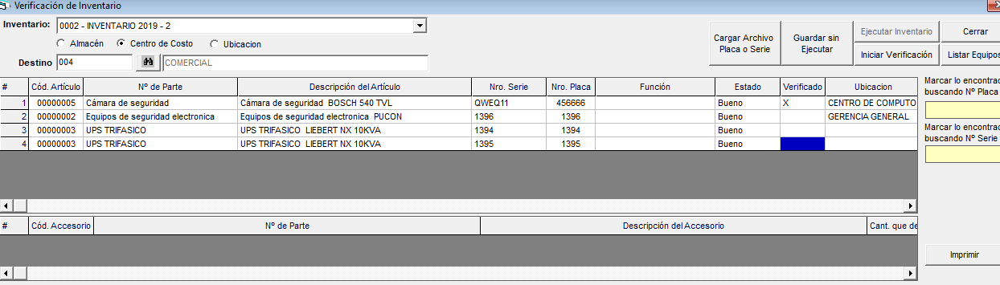 Verificación de Inventario
Inventario: 0002 - INVENTARIO 2019 - 2
Almacén Centro de Costo Ubicacion
Destino 004 COMERCIAL
Cargar Archivo Placa o Serie
Guardar sin Ejecutar
Ejecutar Inventario Cerrar
Iniciar Verificación Listar Equipos
# Cód. Artículo Nº de Parte Descripción del Artículo Nro. Serie Nro. Placa Función Estado Verificado Ubicacion
1 00000005 Cámara de seguridad Cámara de seguridad BOSCH 540 TVL QWEQ11 456666 Bueno X CENTRO DE COMPUTO
2 00000002 Equipos de seguridad electronica Equipos de seguridad electronica PUCON 1396 1396 Bueno GERENCIA GENERAL
3 00000003 UPS TRIFASICO UPS TRIFASICO LIEBERT NX 10KVA 1394 1394 Bueno
4 00000003 UPS TRIFASICO UPS TRIFASICO LIEBERT NX 10KVA 1395 1395 Bueno
Marcar lo encontrad
buscando Nº Placa
Marcar lo encontrad
buscando Nº Serie
# Cód. Accesorio Nº de Parte Descripción del Accesorio Cant. que de
Imprimir